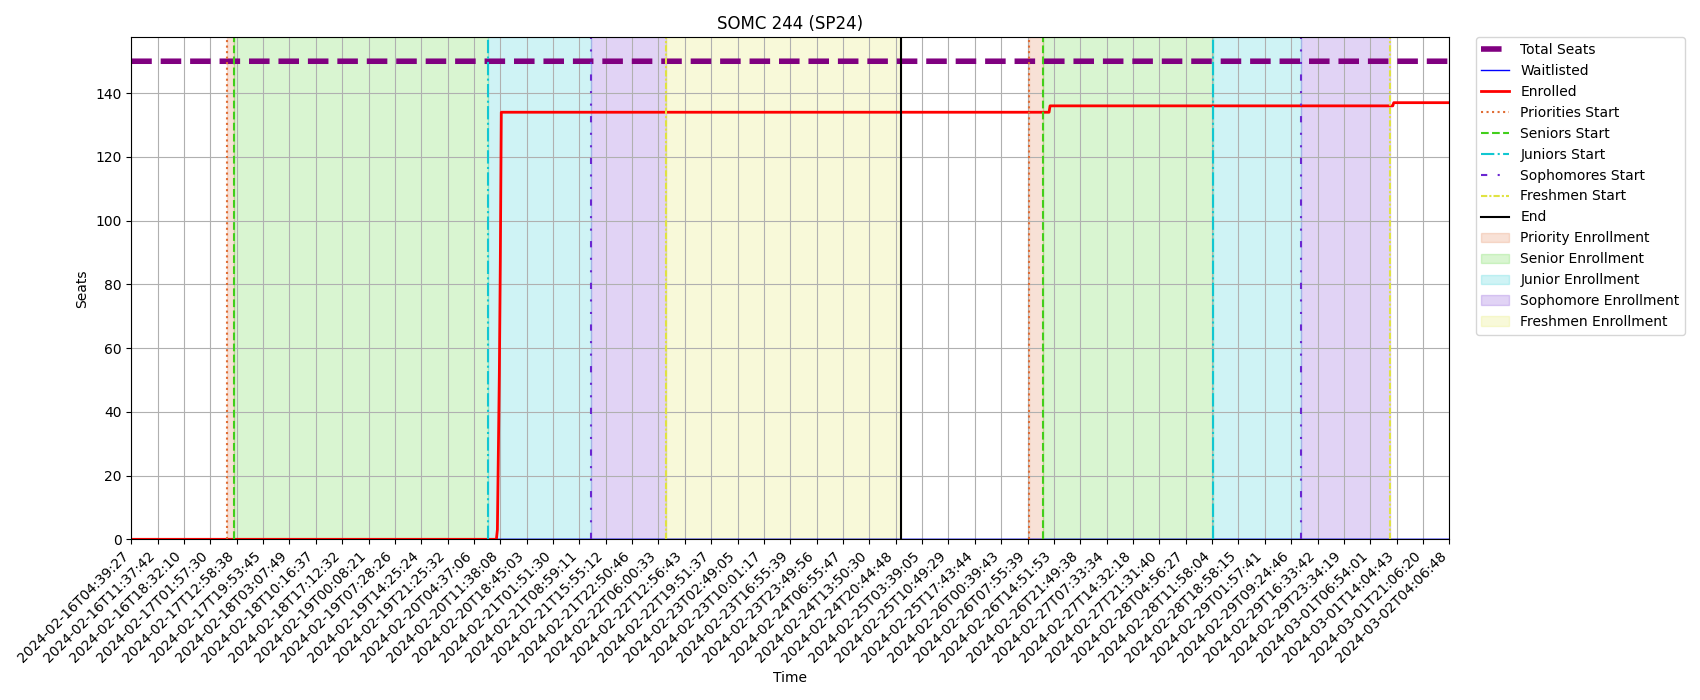 SOMC 244 (SP24)
Total Seats
Waitlisted
Enrolled
Priorities Start
Seniors Start
Juniors Start
Sophomores Start
Freshmen Start
End
Priority Enrollment
Senior Enrollment
Junior Enrollment
Sophomore Enrollment
Freshmen Enrollment
Seats
140
120
100
80
60
40
20
0
2024-02-16T04:39:27
2024-02-16T11:37:42
2024-02-16T18:32:10
2024-02-17T01:57:30
2024-02-17T12:58:38
2024-02-17T19:53:45
2024-02-18T03:07:49
2024-02-18T10:16:37
2024-02-18T17:12:32
2024-02-19T00:08:21
2024-02-19T07:28:26
2024-02-19T14:25:24
2024-02-19T21:25:32
2024-02-20T04:37:06
2024-02-20T11:38:08
2024-02-20T18:45:03
2024-02-21T01:51:30
2024-02-21T08:59:11
2024-02-21T15:55:12
2024-02-21T22:50:46
2024-02-22T06:00:33
2024-02-22T12:56:43
2024-02-22T19:51:37
2024-02-23T02:49:05
2024-02-23T10:01:17
2024-02-23T16:55:39
2024-02-23T23:49:56
2024-02-24T06:55:47
2024-02-24T13:50:30
2024-02-24T20:44:48
2024-02-25T03:39:05
2024-02-25T10:49:29
2024-02-25T17:43:44
2024-02-26T00:39:43
2024-02-26T07:55:39
2024-02-26T14:51:53
2024-02-26T21:49:38
2024-02-27T07:33:34
2024-02-27T14:32:18
2024-02-27T21:31:40
2024-02-28T04:56:27
2024-02-28T11:58:04
2024-02-28T18:58:15
2024-02-29T01:57:41
2024-02-29T09:24:46
2024-02-29T16:33:42
2024-02-29T23:34:19
2024-03-01T06:54:01
2024-03-01T14:04:43
2024-03-01T21:06:20
2024-03-02T04:06:48
Time